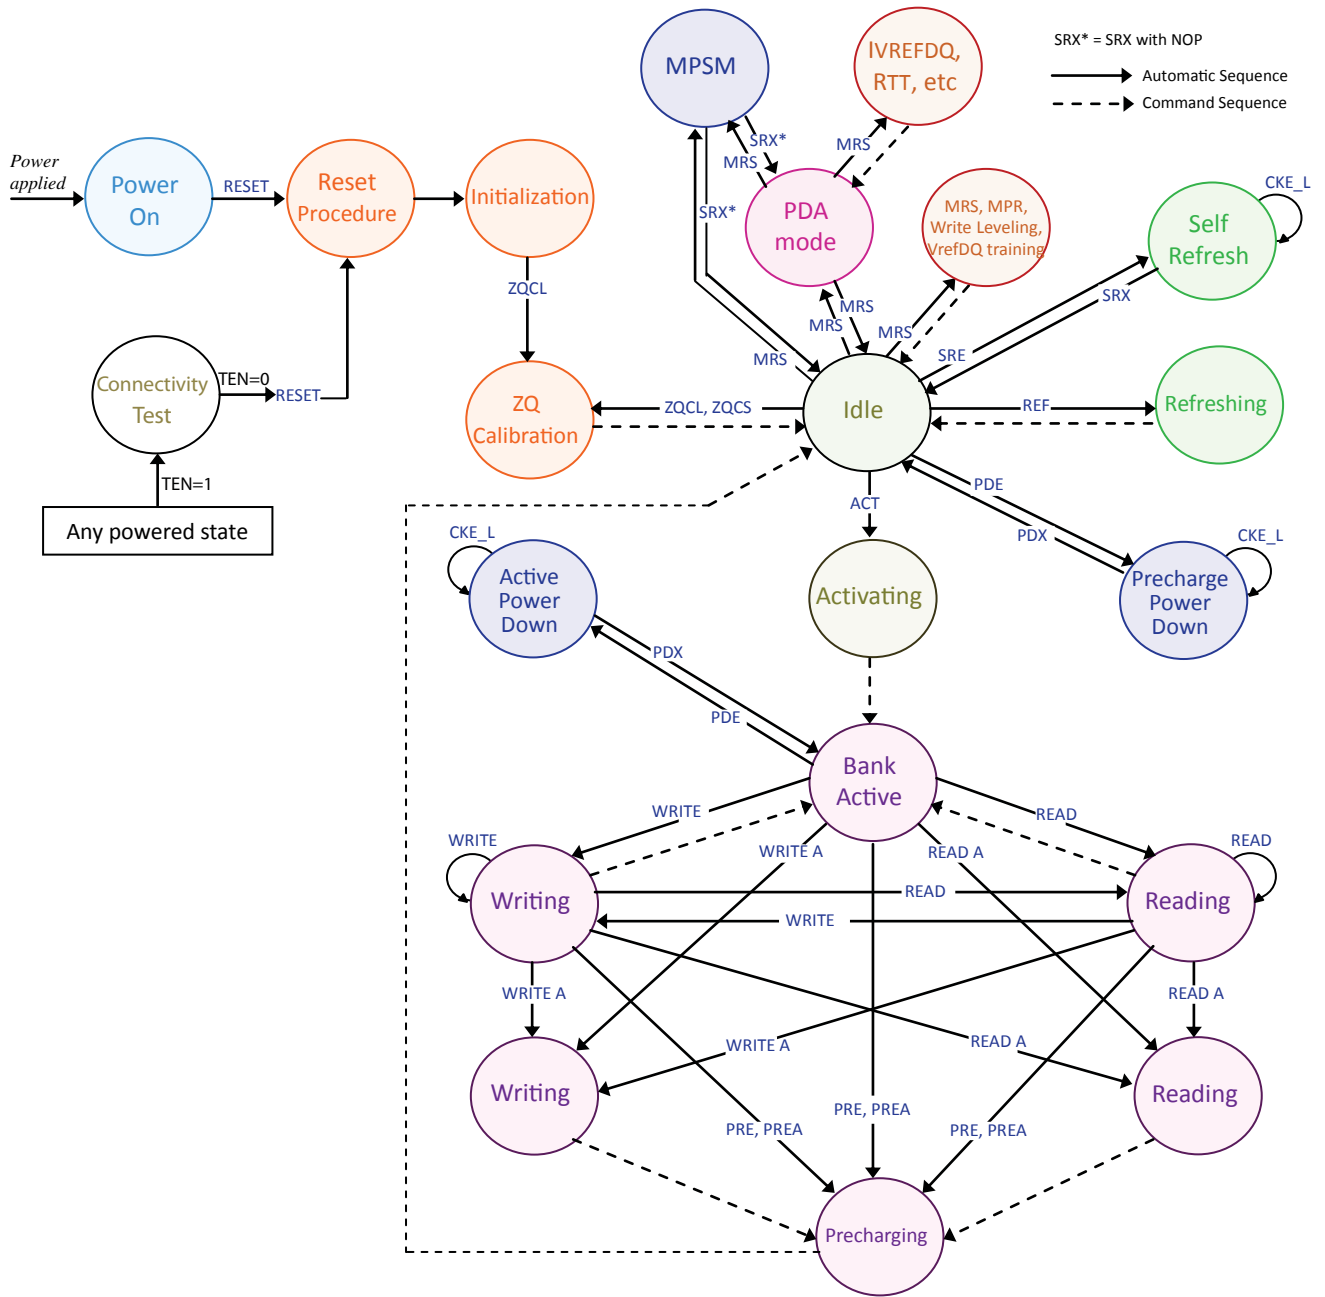 SRX* = SRX with NOP
Automatic Sequence
Command Sequence
MPSM
IVREFDQ,
RTT, etc
SRX*
MRS
MRS
Power
applied
Power
On
RESET
Reset
Procedure
Initialization
SRX*
PDA
mode
MRS, MPR,
Write Leveling,
VrefDQ training
Self
Refresh
CKE_L
ZQCL
MRS
MRS
MRS
SRX
SRE
MRS
Connectivity
Test
TEN=0
RESET
TEN=1
Any powered state
ZQ
Calibration
ZQCL, ZQCS
Idle
REF
Refreshing
ACT
PDE
PDX
CKE_L
Active
Power
Down
Activating
CKE_L
Precharge
Power
Down
PDX
PDE
Bank
Active
WRITE
READ
WRITE
WRITE A
READ A
READ
Writing
READ
Reading
WRITE
WRITE A
READ A
WRITE A
READ A
Writing
Reading
PRE, PREA
PRE, PREA
PRE, PREA
Precharging